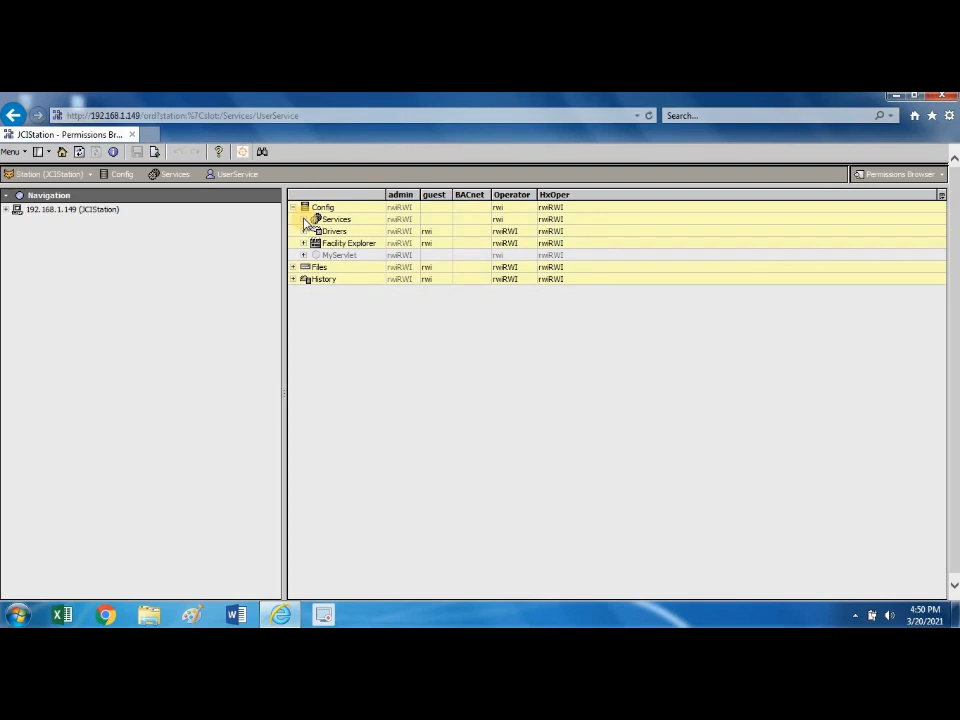 http://192.168.1.149/ord?station:%7Cslot:/Services/UserService
Search...
JCIStation - Permissions Br...
Menu
Station (JCIStation)
Config
Services
UserService
Permissions Browser
Navigation
192.168.1.149 (JCIStation)
admin guest BACnet Operator HxOper
Config rwiRWI rwi rwiRWI
Services rwiRWI rwi rwiRWI
Drivers rwiRWI rwi rwiRWI rwiRWI
Facility Explorer rwiRWI rwi rwiRWI rwiRWI
MyServlet rwiRWI rwi rwiRWI
Files rwiRWI rwi rwiRWI rwiRWI
History rwiRWI rwi rwiRWI rwiRWI
4:50 PM
3/20/2021